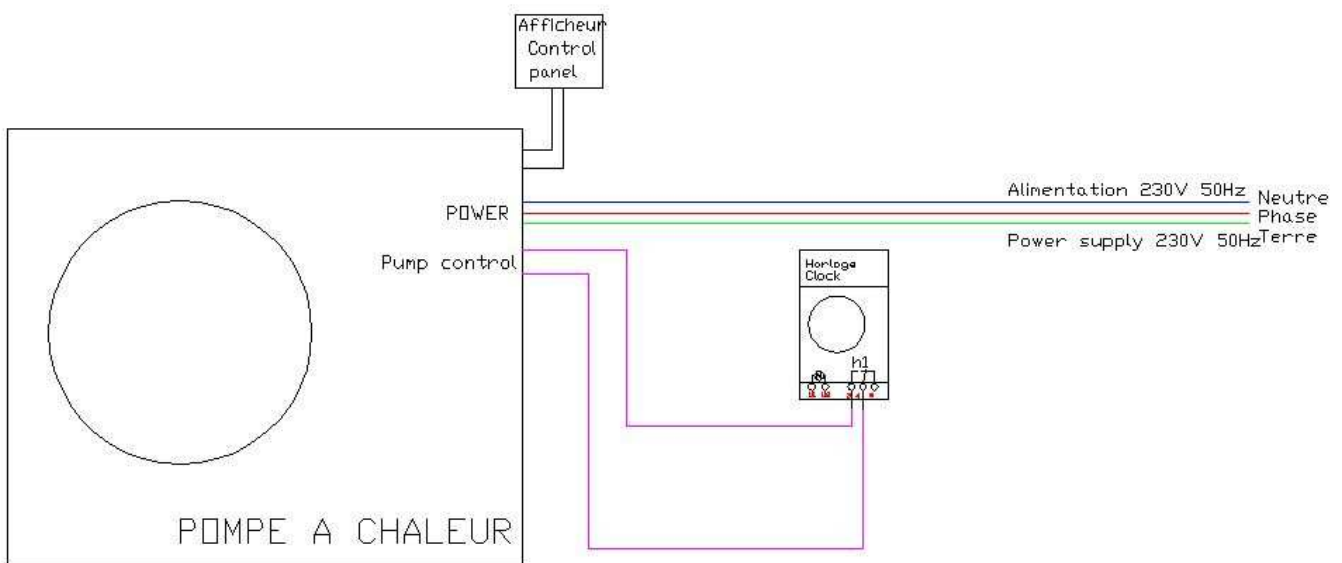 Afficheur
Control
panel
Alimentation 230V 50Hz
Neutre
POWER
Phase
Power supply 230V 50Hz
Terre
Pump control
Horloge
Clock
h1
POMPE A CHALEUR